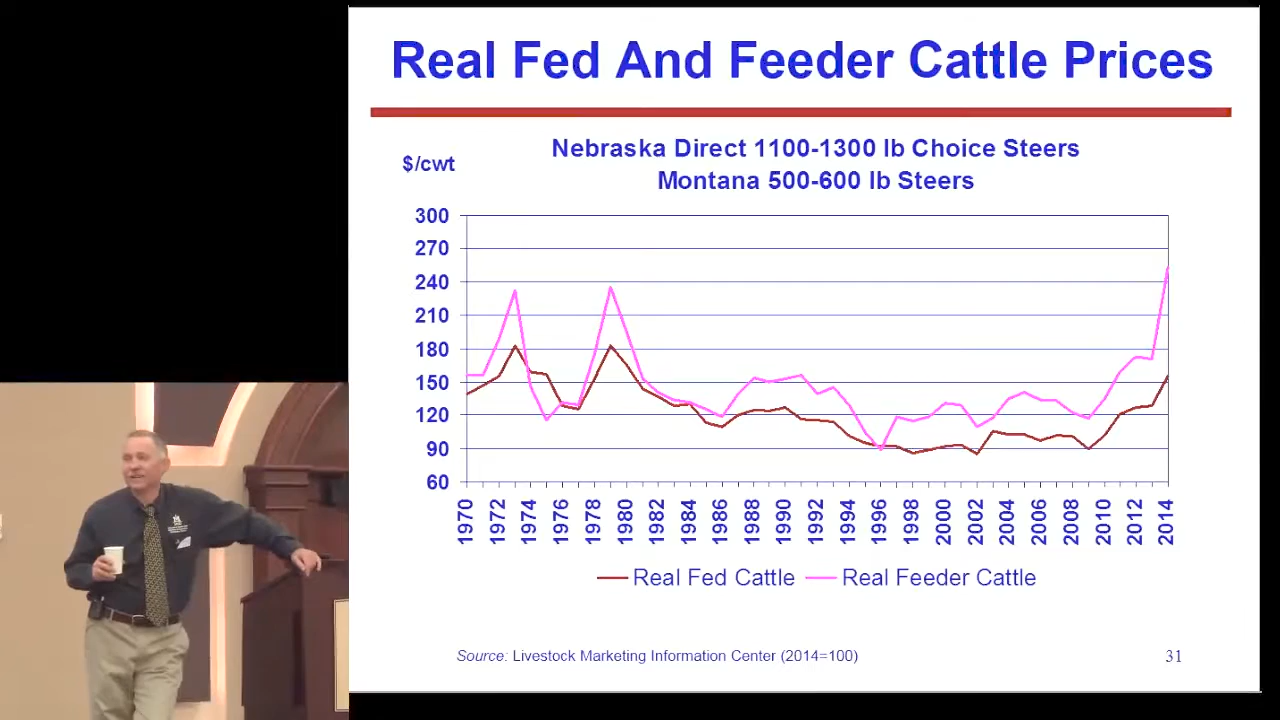 Real Fed And Feeder Cattle Prices
Nebraska Direct 1100-1300 lb Choice Steers
$/cwt
Montana 500-600 lb Steers
300
270
240
210
180
150
120
90
60
1970 1972 1974 1976 1978 1980 1982 1984 1986 1988 1990 1992 1994 1996 1998 2000 2002 2004 2006 2008 2010 2012 2014
Real Fed Cattle Real Feeder Cattle
Source: Livestock Marketing Information Center (2014=100) 31